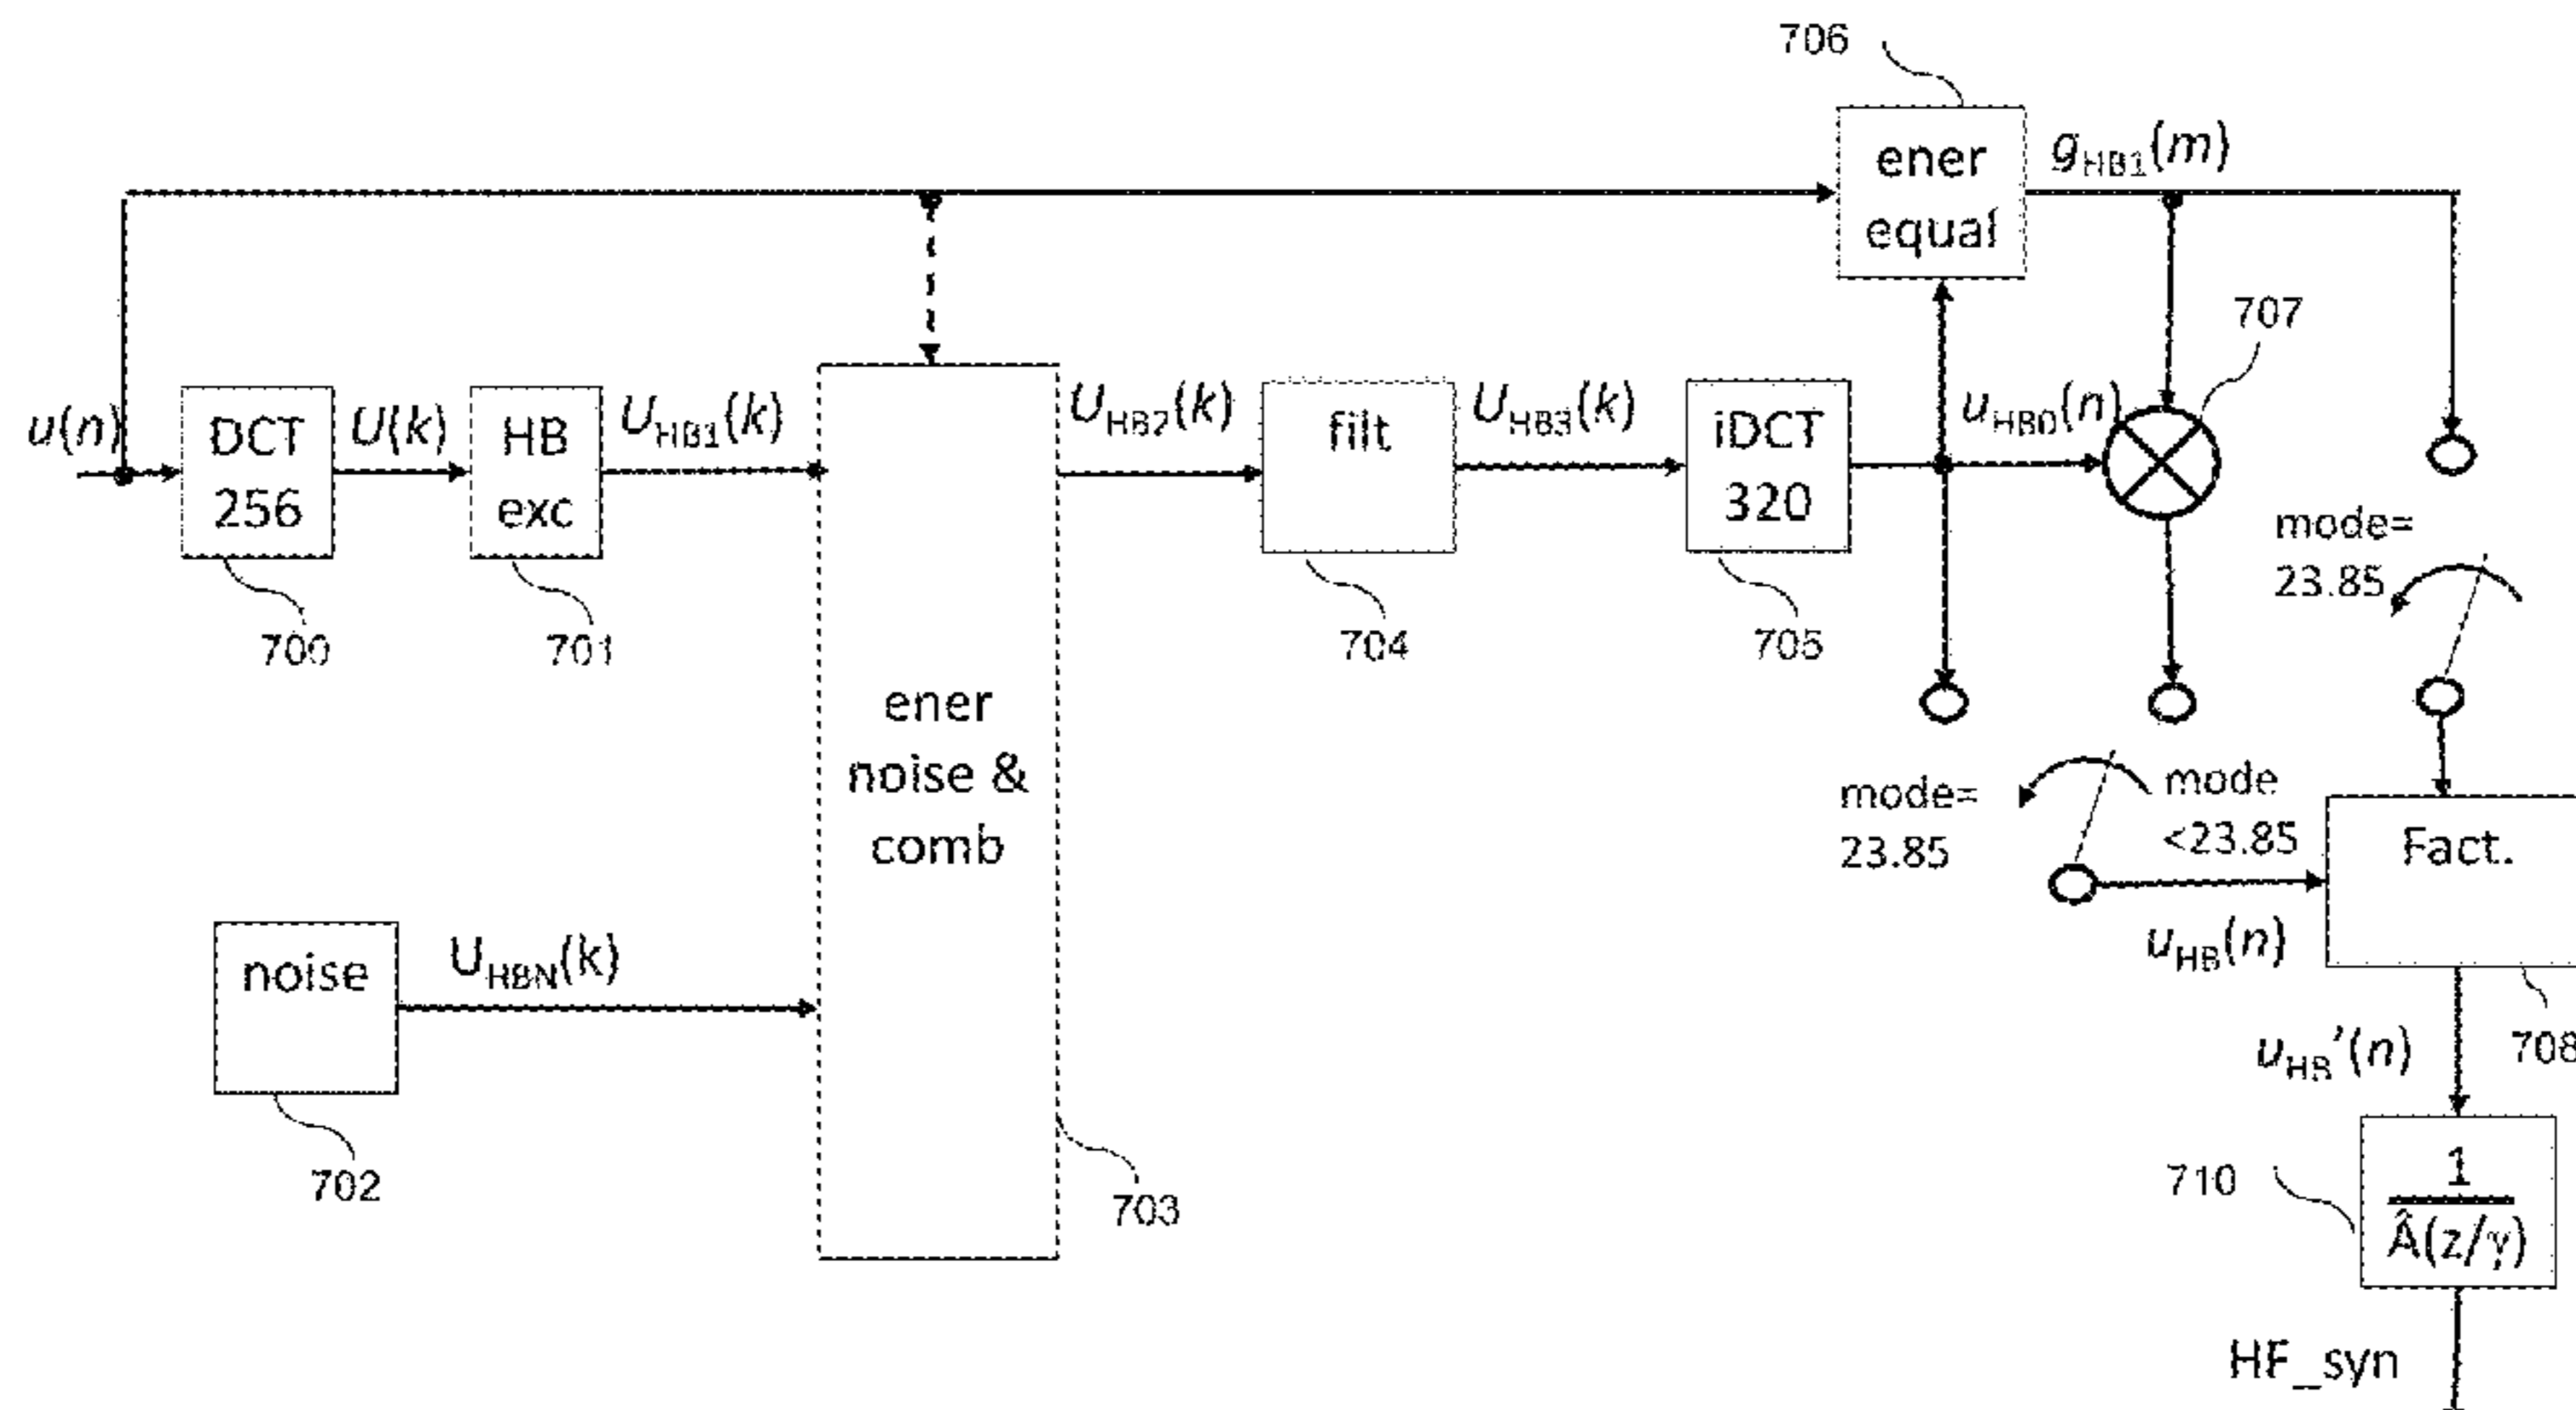 706
ener
equal
g_HB1(m)
707
u(n)
DCT
256
U(k)
HB
exc
U_HB1(k)
U_HB2(k)
filt
U_HB3(k)
iDCT
320
u_HB0(n)
mode=
23.85
700
701
704
705
ener
noise &
comb
mode=
23.85
mode
<23.85
Fact.
noise
U_HBN(k)
u_HB(n)
708
u_HB’(n)
702
703
710
1
Â(z/γ)
HF_syn